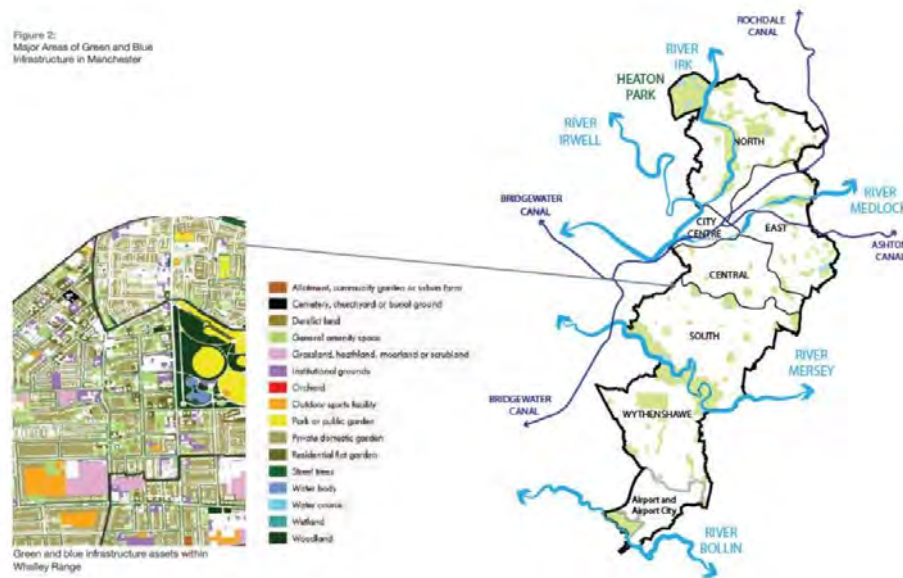 Figure 2:
Major Areas of Green and Blue
Infrastructure in Manchester
ROCHDALE
CANAL
RIVER
IRK
HEATON
PARK
RIVER
IRWELL
NORTH
BRIDGEWATER
CANAL
CITY
CENTRE
EAST
RIVER
MEDLOCK
ASHTON
CANAL
CENTRAL
SOUTH
RIVER
MERSEY
BRIDGEWATER
CANAL
WYTHENSHAWE
Airport and
Airport City
RIVER
BOLLIN
Allotment, community garden or urban farm
Cemetery, churchyard or burial ground
Derelict land
General amenity space
Grassland, heathland, moorland or scrubland
Institutional grounds
Orchard
Outdoor sports facility
Park or public garden
Private domestic garden
Residential flat garden
Street trees
Water body
Water course
Wetland
Woodland
Green and blue infrastructure assets within
Whalley Range